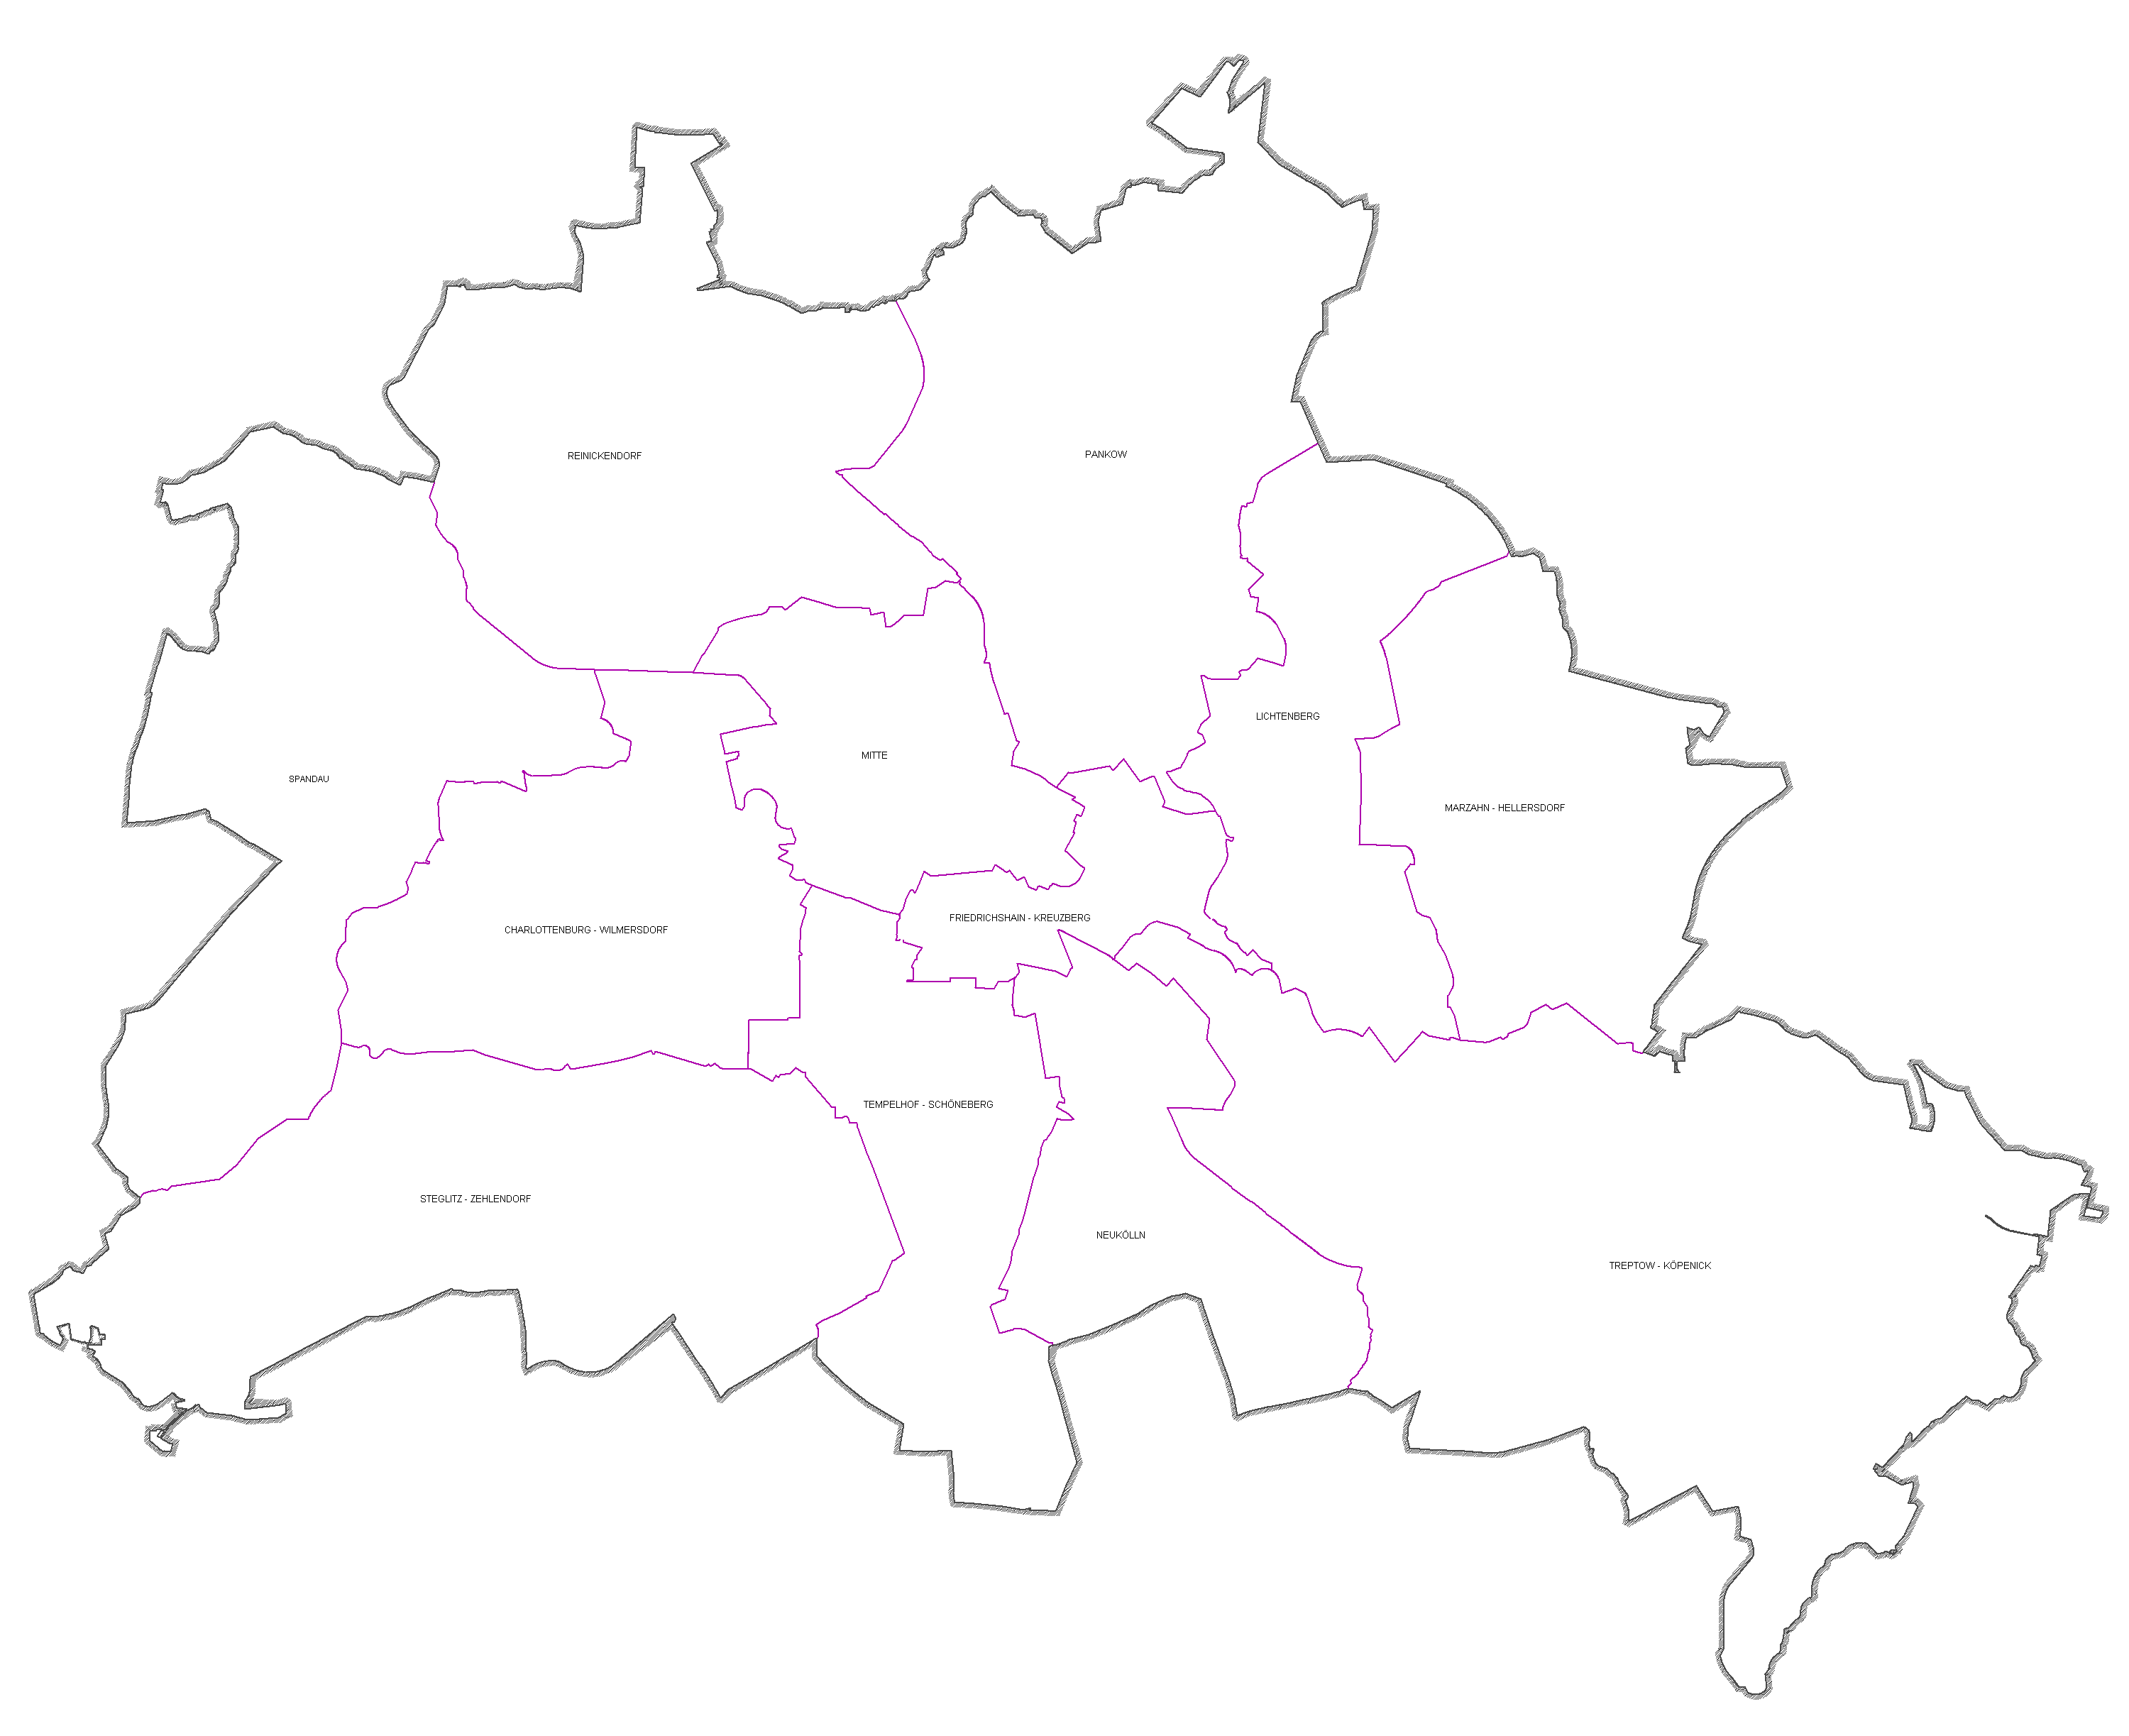 PANKOW
REINICKENDORF
LICHTENBERG
MITTE
SPANDAU
MARZAHN - HELLERSDORF
FRIEDRICHSHAIN - KREUZBERG
CHARLOTTENBURG - WILMERSDORF
TEMPELHOF - SCHÖNEBERG
STEGLITZ - ZEHLENDORF
NEUKÖLLN
TREPTOW - KÖPENICK